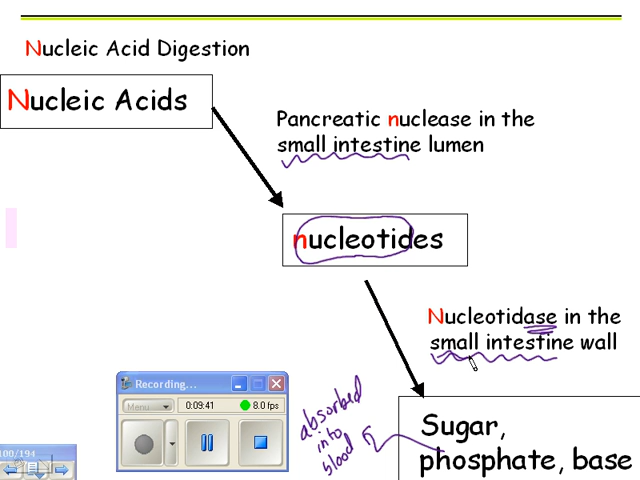 Nucleic Acid Digestion
Nucleic Acids
Pancreatic nuclease in the
small intestine lumen
nucleotides
Nucleotidase in the
small intestine wall
Recording...
Menu
0:09:41
8.0 fps
absorbed
into
blood
Sugar,
phosphate, base
100/194